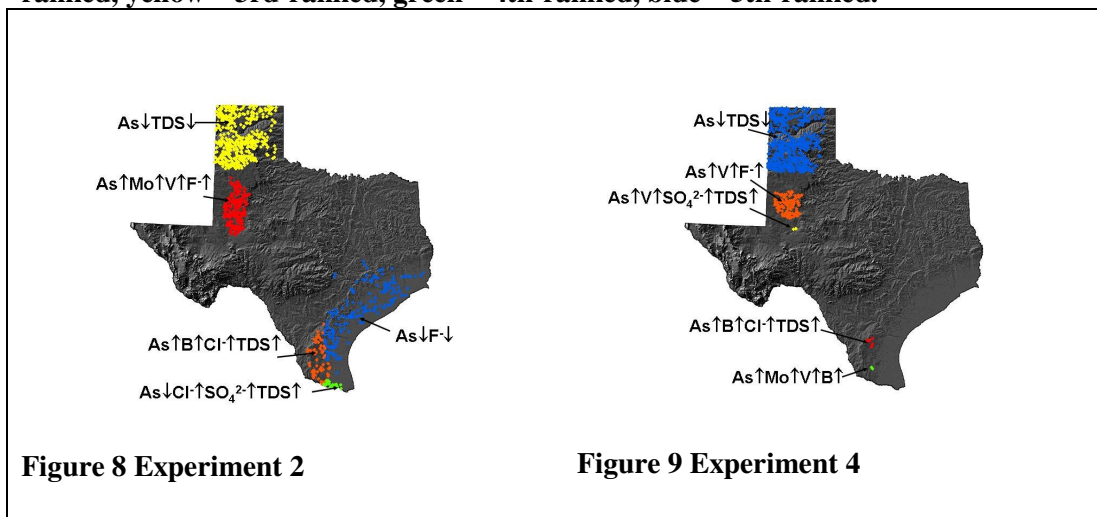 ranked, yellow – 3rd-ranked, green – 4th-ranked, blue – 5th-ranked.
As↓TDS↓
As↑Mo↑V↑F⁻↑
As↑B↑Cl⁻↑TDS↑
As↓F⁻↓
As↓Cl⁻↑SO₄²⁻↑TDS↑
Figure 8 Experiment 2
As↓TDS↓
As↑V↑F⁻↑
As↑V↑SO₄²⁻↑TDS↑
As↑B↑Cl⁻↑TDS↑
As↑Mo↑V↑B↑
Figure 9 Experiment 4